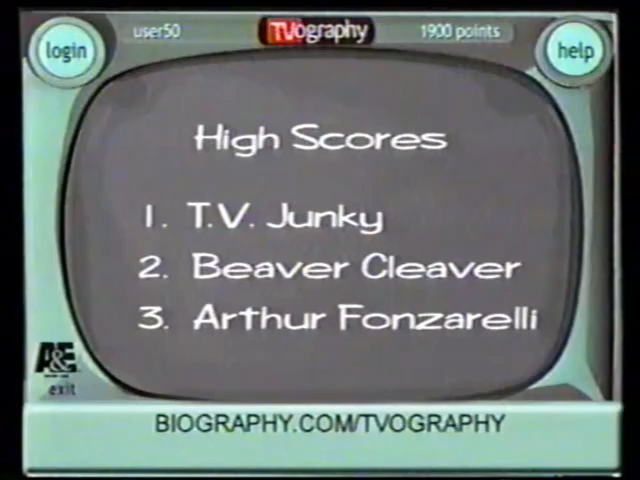 login
user50
TVography
1900 points
help
High Scores
1. T.V. Junky
2. Beaver Cleaver
3. Arthur Fonzarelli
A&E
exit
BIOGRAPHY.COM/TVOGRAPHY